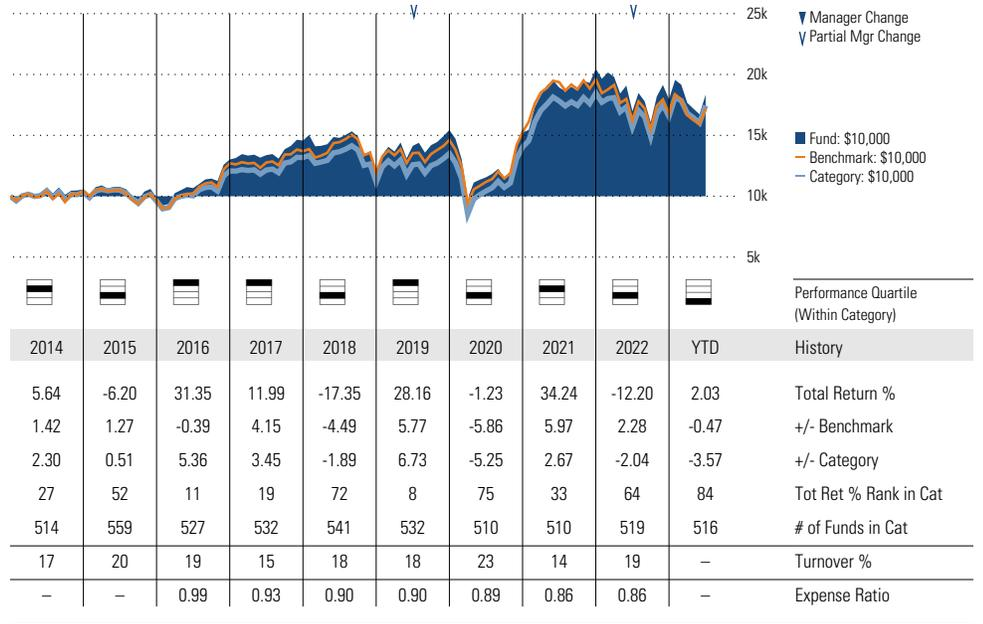 25k
Manager Change
Partial Mgr Change
20k
15k
Fund: $10,000
Benchmark: $10,000
Category: $10,000
10k
5k
Performance Quartile
(Within Category)
2014 2015 2016 2017 2018 2019 2020 2021 2022 YTD History
5.64 -6.20 31.35 11.99 -17.35 28.16 -1.23 34.24 -12.20 2.03 Total Return %
1.42 1.27 -0.39 4.15 -4.49 5.77 -5.86 5.97 2.28 -0.47 +/- Benchmark
2.30 0.51 5.36 3.45 -1.89 6.73 -5.25 2.67 -2.04 -3.57 +/- Category
27 52 11 19 72 8 75 33 64 84 Tot Ret % Rank in Cat
514 559 527 532 541 532 510 510 519 516 # of Funds in Cat
17 20 19 15 18 18 23 14 19 – Turnover %
– – 0.99 0.93 0.90 0.90 0.89 0.86 0.86 – Expense Ratio